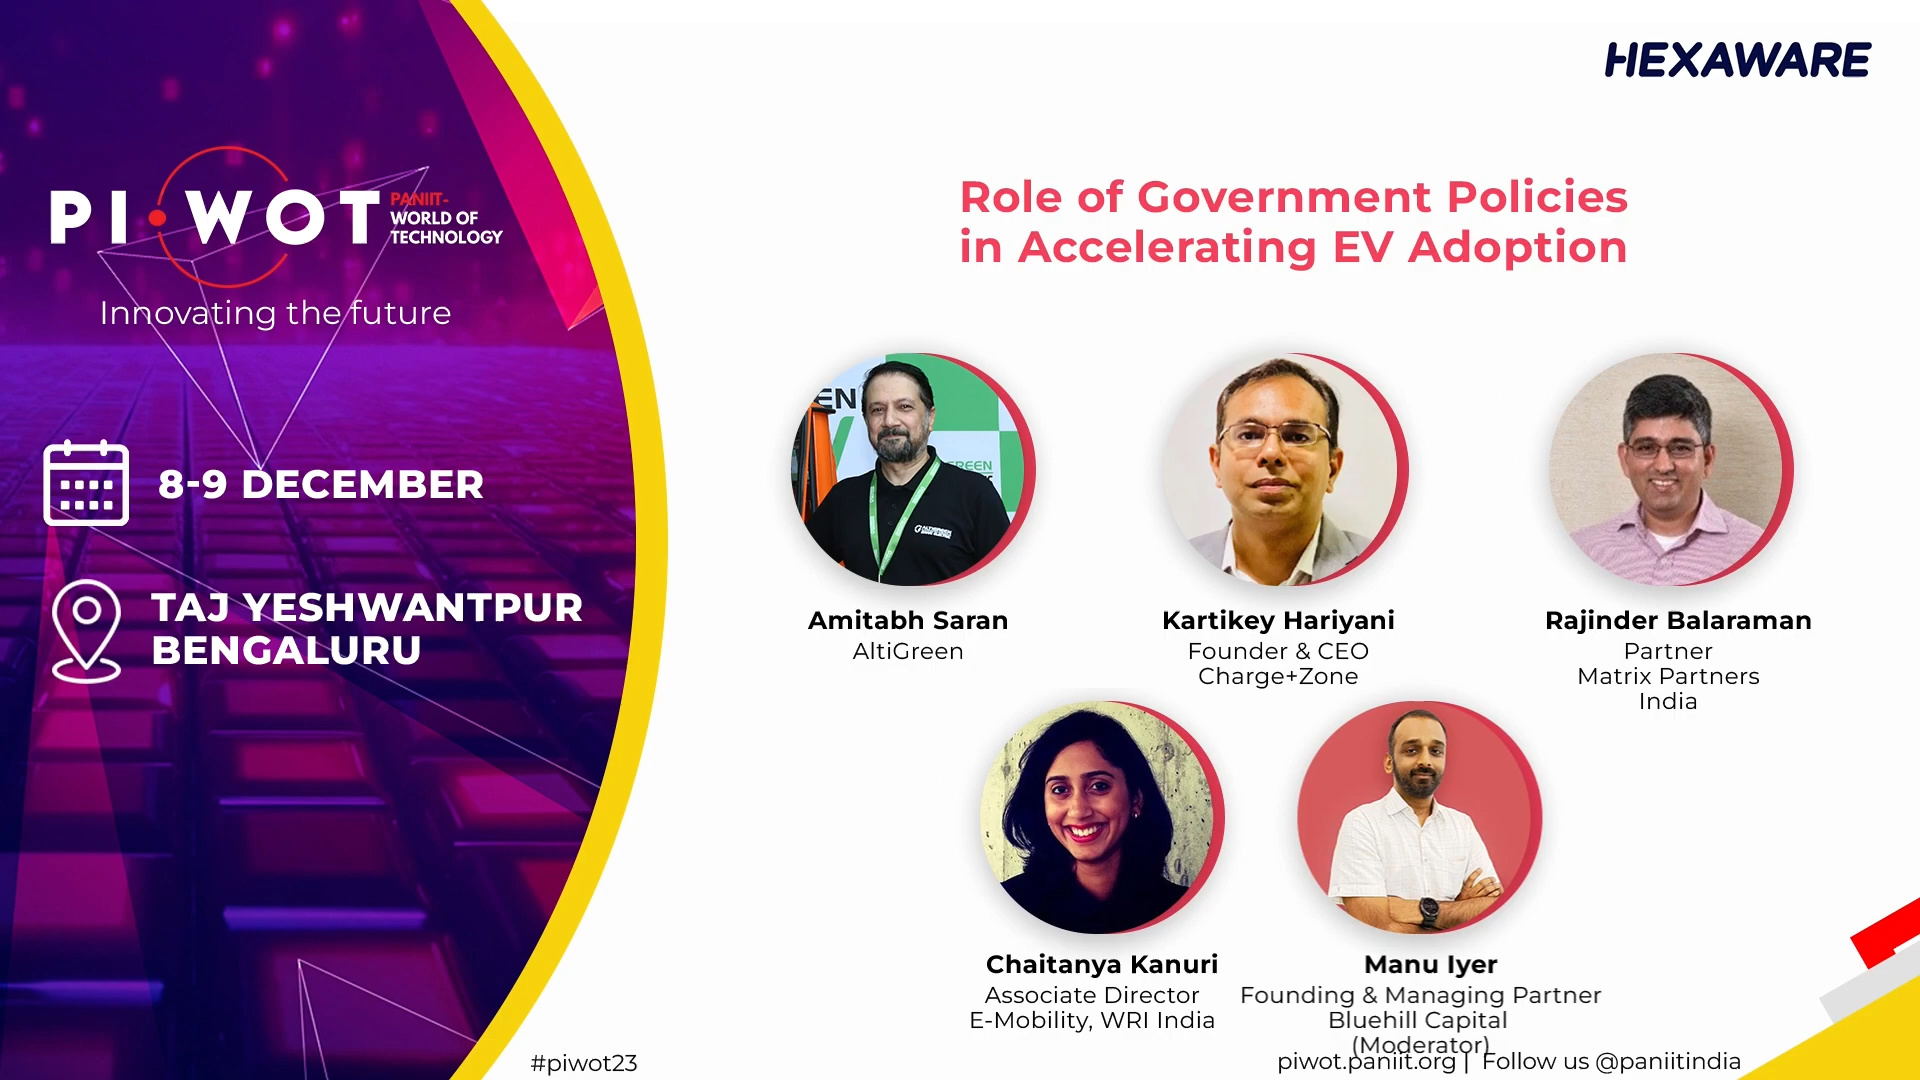 HEXAWARE
PI·WOT
PANIIT-
WORLD OF
TECHNOLOGY
Innovating the future
8-9 DECEMBER
TAJ YESHWANTPUR
BENGALURU
Role of Government Policies
in Accelerating EV Adoption
EN
GREEN
Amitabh Saran
AltiGreen
Kartikey Hariyani
Founder & CEO
Charge+Zone
Rajinder Balaraman
Partner
Matrix Partners
India
Chaitanya Kanuri
Associate Director
E-Mobility, WRI India
Manu Iyer
Founding & Managing Partner
Bluehill Capital
(Moderator)
#piwot23
piwot.paniit.org | Follow us @paniitindia